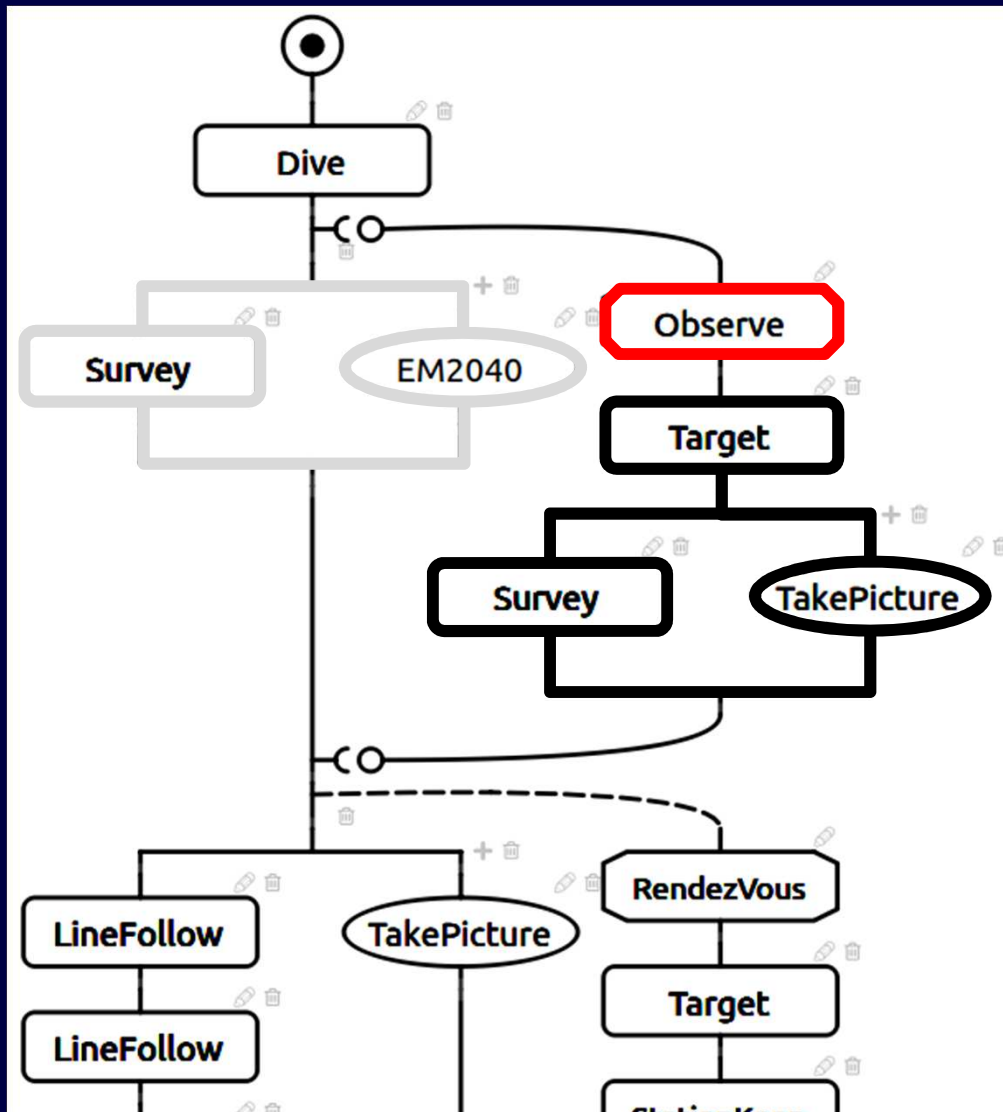 Dive
Observe
Survey
EM2040
Target
Survey
TakePicture
RendezVous
LineFollow
TakePicture
Target
LineFollow